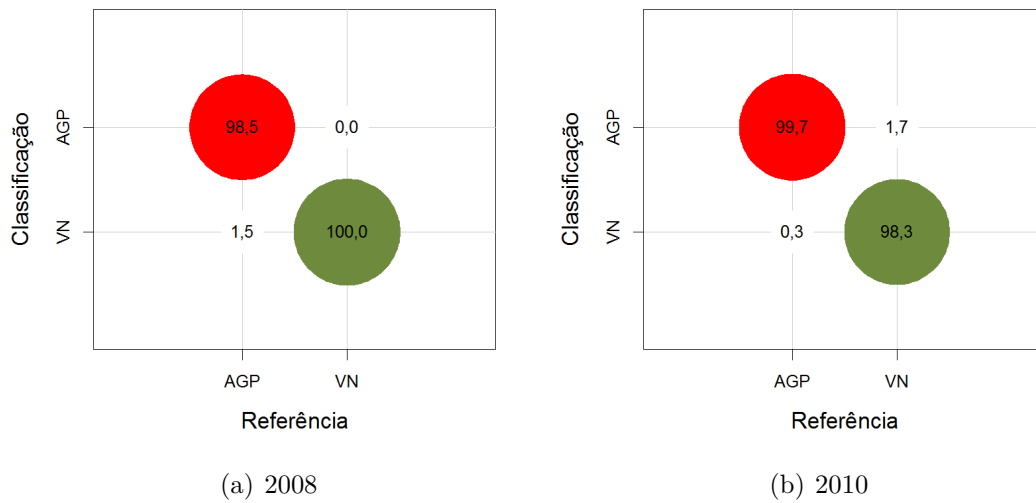 Classificação
AGP
VN
98,5
0,0
1,5
100,0
AGP
VN
Referência
(a) 2008
Classificação
AGP
VN
99,7
1,7
0,3
98,3
AGP
VN
Referência
(b) 2010